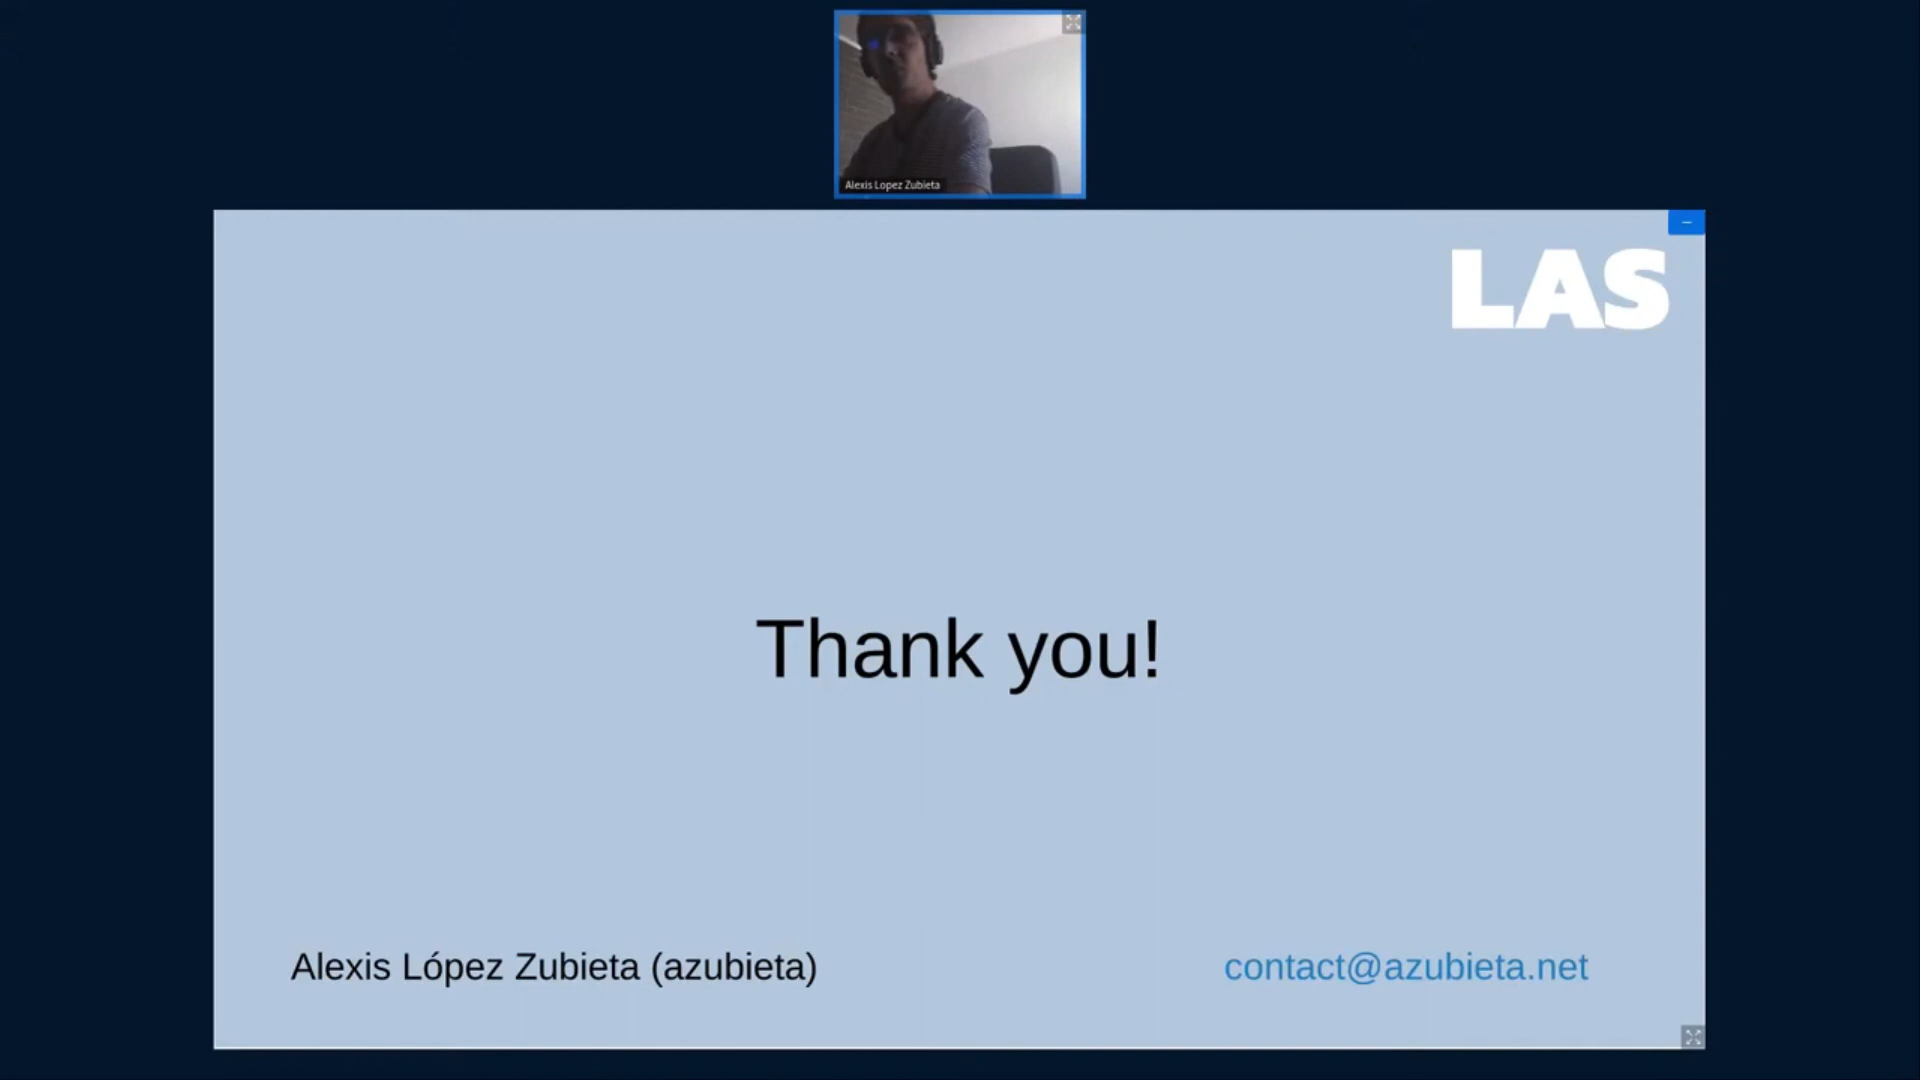 Alexis Lopez Zubieta
LAS
Thank you!
Alexis López Zubieta (azubieta)
contact@azubieta.net